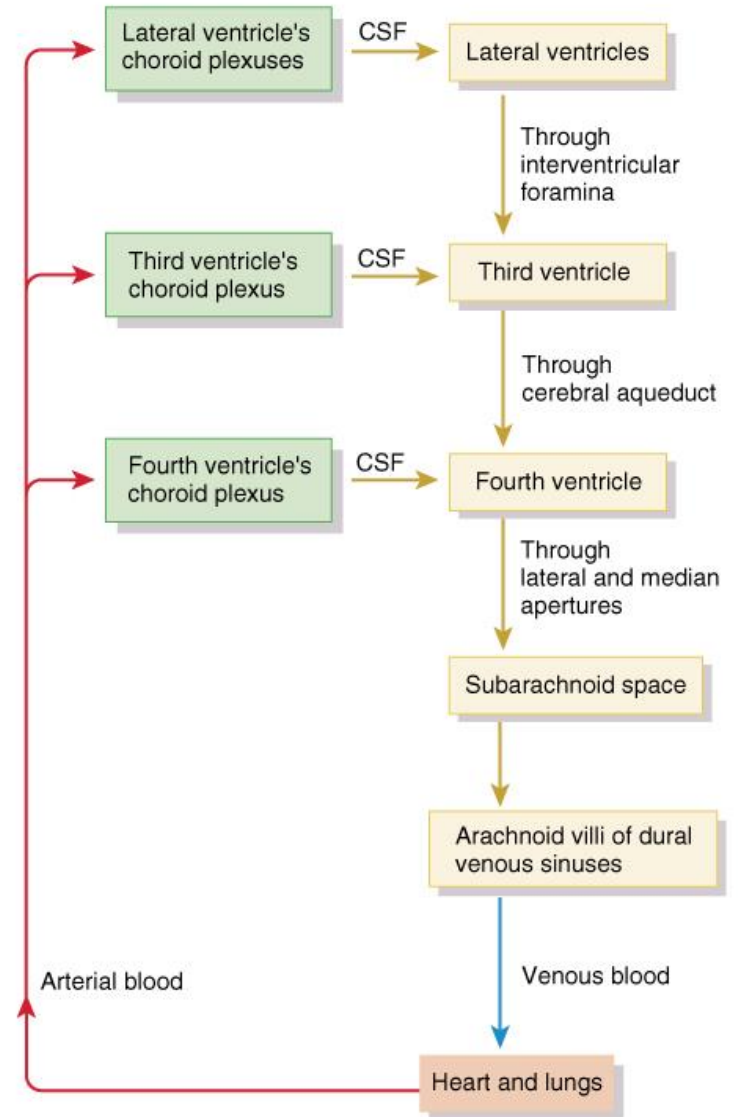 Lateral ventricle's
choroid plexuses
CSF
Lateral ventricles
Through
interventricular
foramina
Third ventricle's
choroid plexus
CSF
Third ventricle
Through
cerebral aqueduct
Fourth ventricle's
choroid plexus
CSF
Fourth ventricle
Through
lateral and median
apertures
Subarachnoid space
Arachnoid villi of dural
venous sinuses
Arterial blood
Venous blood
Heart and lungs